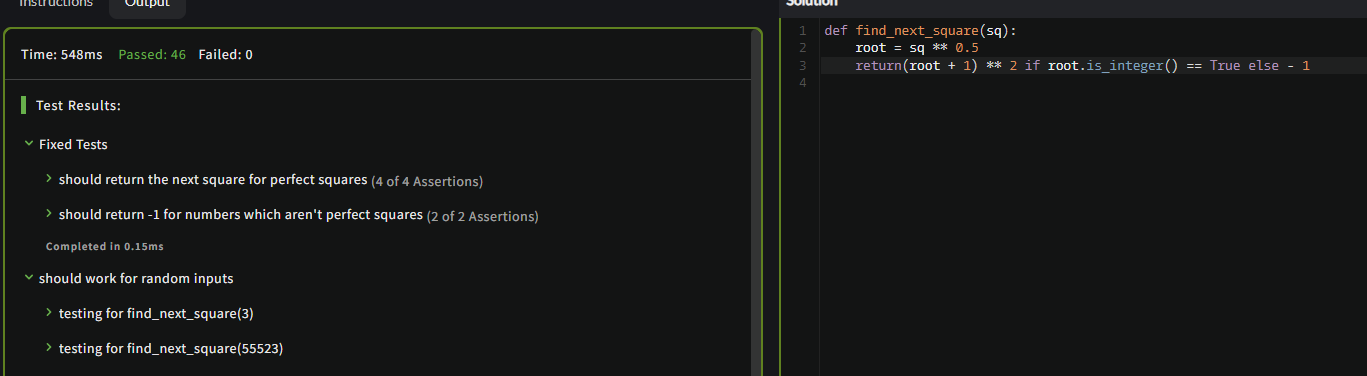 Instructions
Output
Time: 548ms Passed: 46 Failed: 0
Test Results:
Fixed Tests
should return the next square for perfect squares (4 of 4 Assertions)
should return -1 for numbers which aren't perfect squares (2 of 2 Assertions)
Completed in 0.15ms
should work for random inputs
testing for find_next_square(3)
testing for find_next_square(55523)
Solution
1 def find_next_square(sq):
2     root = sq ** 0.5
3     return(root + 1) ** 2 if root.is_integer() == True else - 1
4